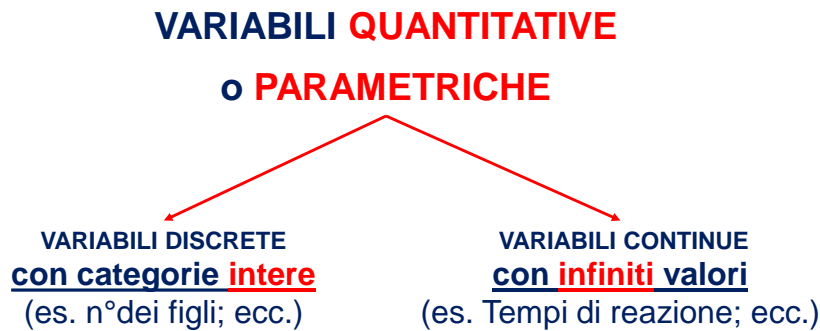 VARIABILI QUANTITATIVE
o PARAMETRICHE
VARIABILI DISCRETE
con categorie intere
(es. n°dei figli; ecc.)
VARIABILI CONTINUE
con infiniti valori
(es. Tempi di reazione; ecc.)